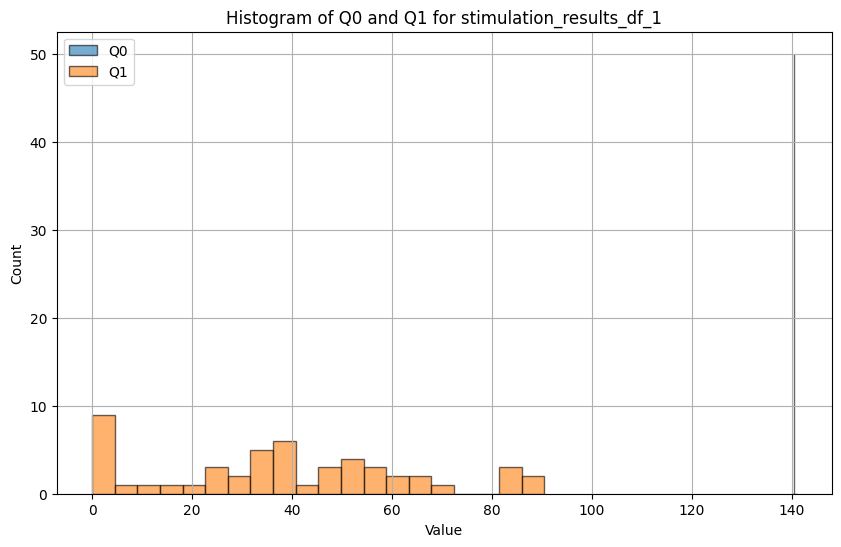 Histogram of Q0 and Q1 for stimulation_results_df_1
Q0
Q1
50
40
30
20
10
0
Count
0 20 40 60 80 100 120 140
Value